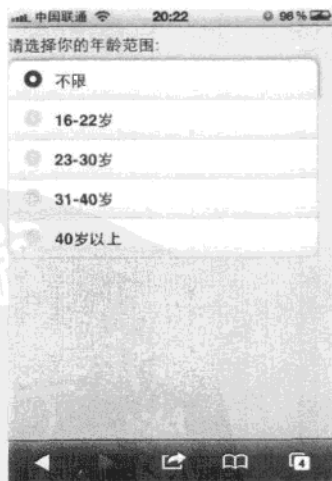 中国联通 20:22 96%
请选择你的年龄范围:
不限
16-22岁
23-30岁
31-40岁
40岁以上
4